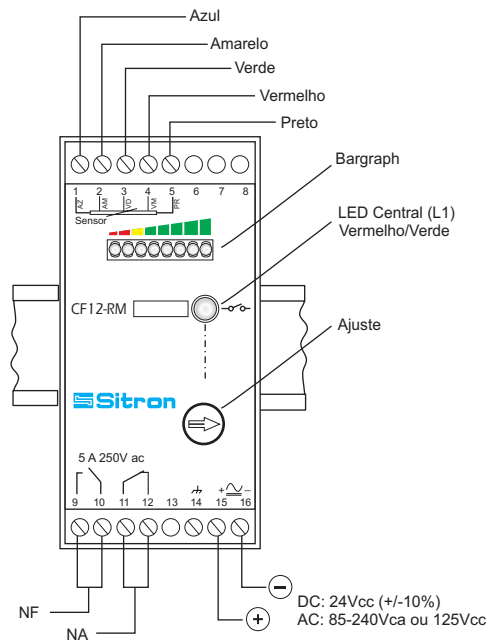 Azul
Amarelo
Verde
Vermelho
Preto
1 2 3 4 5 6 7 8
AZ AM VD VM PR
Sensor
Bargraph
LED Central (L1)
Vermelho/Verde
CF12-RM
Ajuste
Sitron
5 A 250V ac
+ −
9 10 11 12 13 14 15 16
NF
NA
−
+
DC: 24Vcc (+/-10%)
AC: 85-240Vca ou 125Vcc